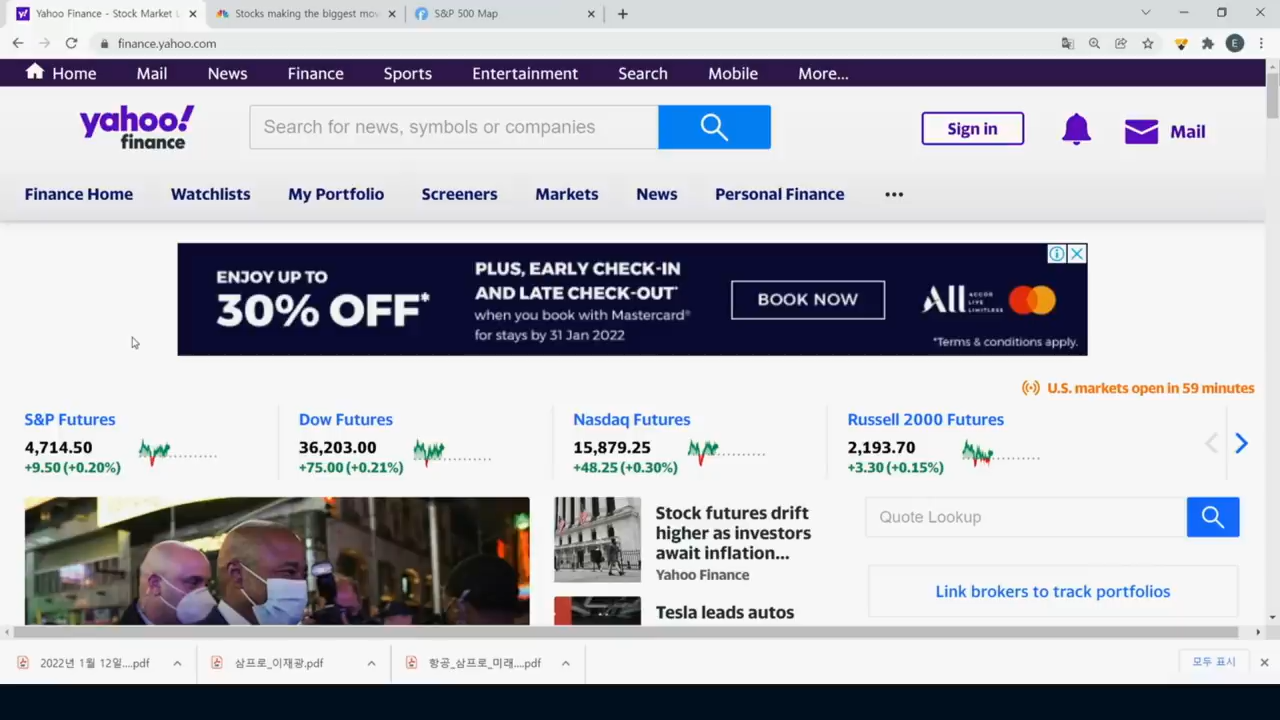 Yahoo Finance - Stock Market L
Stocks making the biggest mov
S&P 500 Map
finance.yahoo.com
E
Home Mail News Finance Sports Entertainment Search Mobile More...
yahoo!
finance
Search for news, symbols or companies
Sign in
Mail
Finance Home Watchlists My Portfolio Screeners Markets News Personal Finance
ENJOY UP TO
30% OFF*
PLUS, EARLY CHECK-IN
AND LATE CHECK-OUT*
when you book with Mastercard®
for stays by 31 Jan 2022
BOOK NOW
ALL ACCOR
LIVE
LIMITLESS
*Terms & conditions apply.
U.S. markets open in 59 minutes
S&P Futures
4,714.50
+9.50 (+0.20%)
Dow Futures
36,203.00
+75.00 (+0.21%)
Nasdaq Futures
15,879.25
+48.25 (+0.30%)
Russell 2000 Futures
2,193.70
+3.30 (+0.15%)
Stock futures drift
higher as investors
await inflation...
Yahoo Finance
Tesla leads autos
Quote Lookup
Link brokers to track portfolios
2022년 1월 12일....pdf
삼프로_이재광.pdf
항공_삼프로_미래....pdf
모두 표시